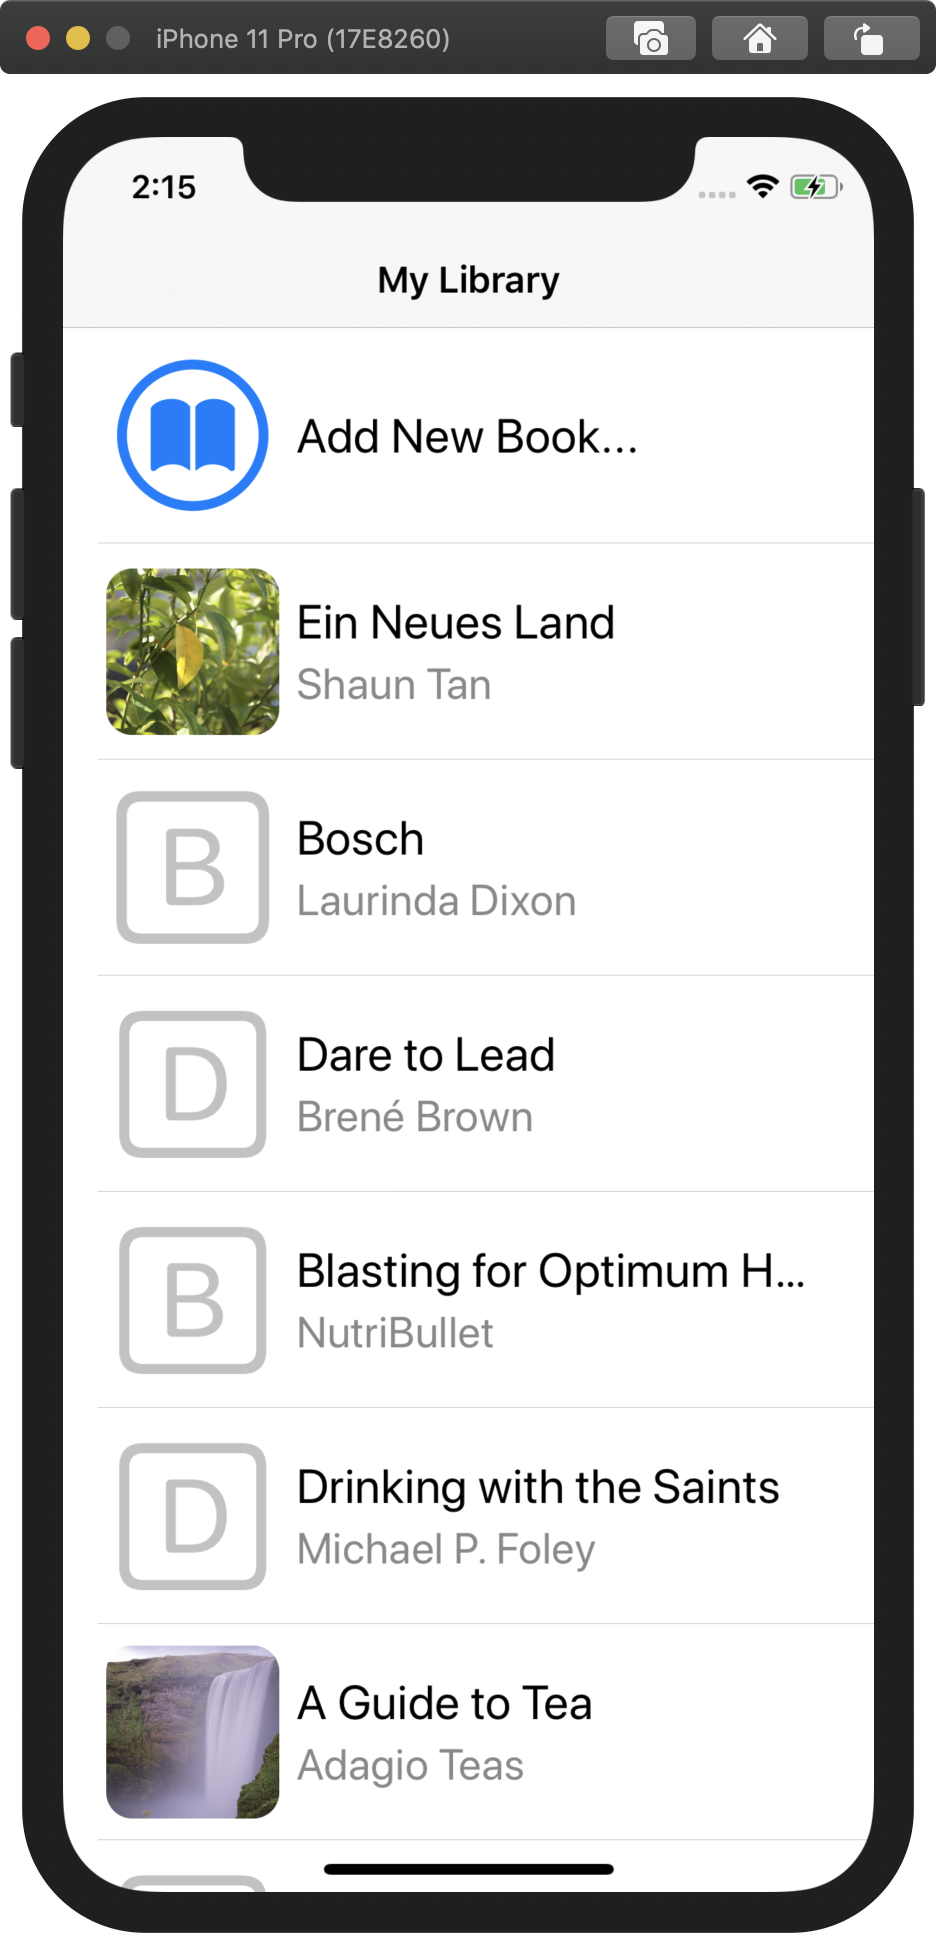 iPhone 11 Pro (17E8260)
2:15
My Library
Add New Book...
Ein Neues Land
Shaun Tan
B
Bosch
Laurinda Dixon
D
Dare to Lead
Brené Brown
B
Blasting for Optimum H...
NutriBullet
D
Drinking with the Saints
Michael P. Foley
A Guide to Tea
Adagio Teas